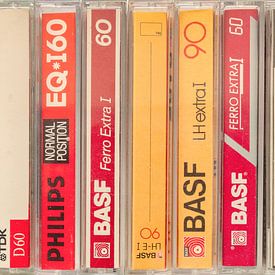 TDK D60
PHILIPS NORMAL POSITION EQ*I60
BASF Ferro Extra I 60
BASF LH-E I 90
BASF LH extra I 90
BASF FERRO EXTRA I 60